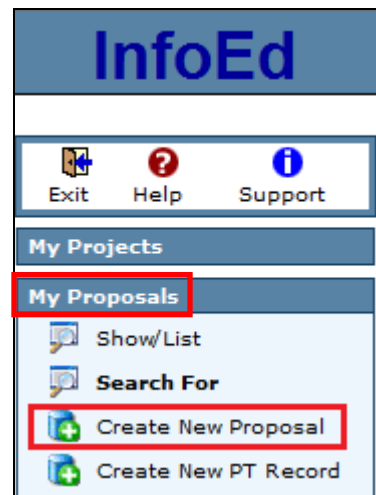 InfoEd
Exit Help Support
My Projects
My Proposals
Show/List
Search For
Create New Proposal
Create New PT Record